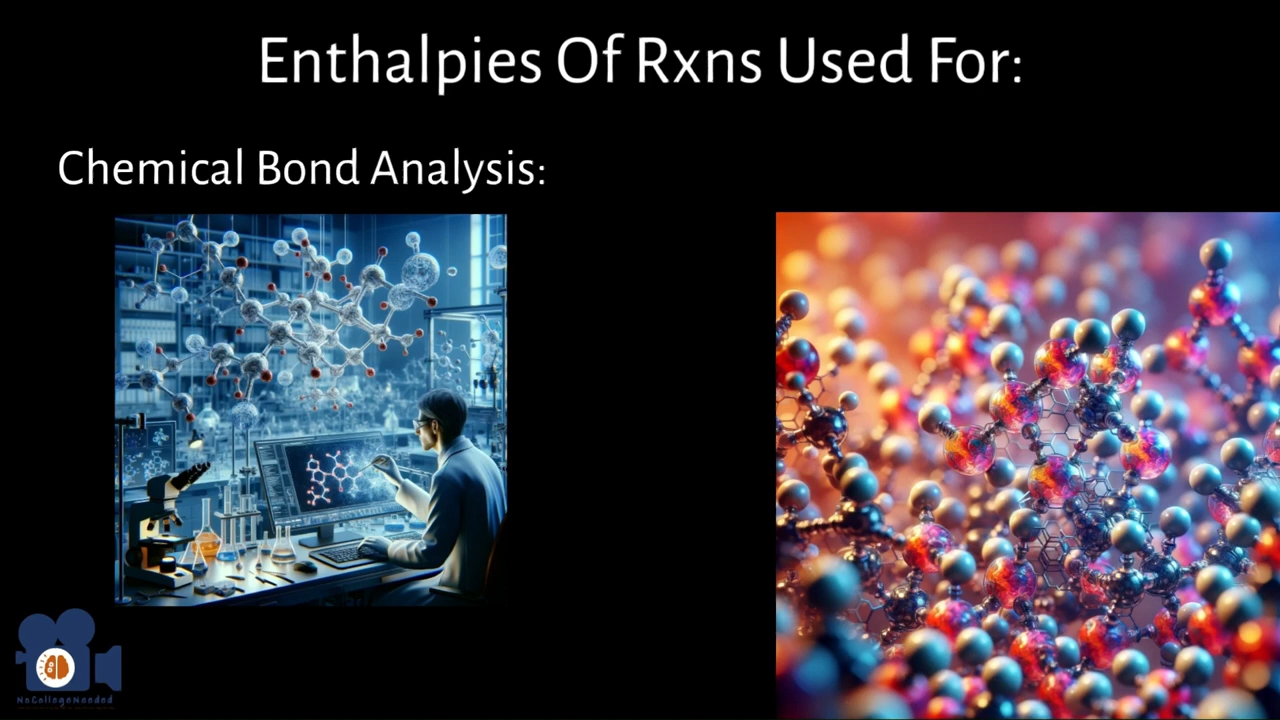 Enthalpies Of Rxns Used For:
Chemical Bond Analysis:
NoCollegeNeeded